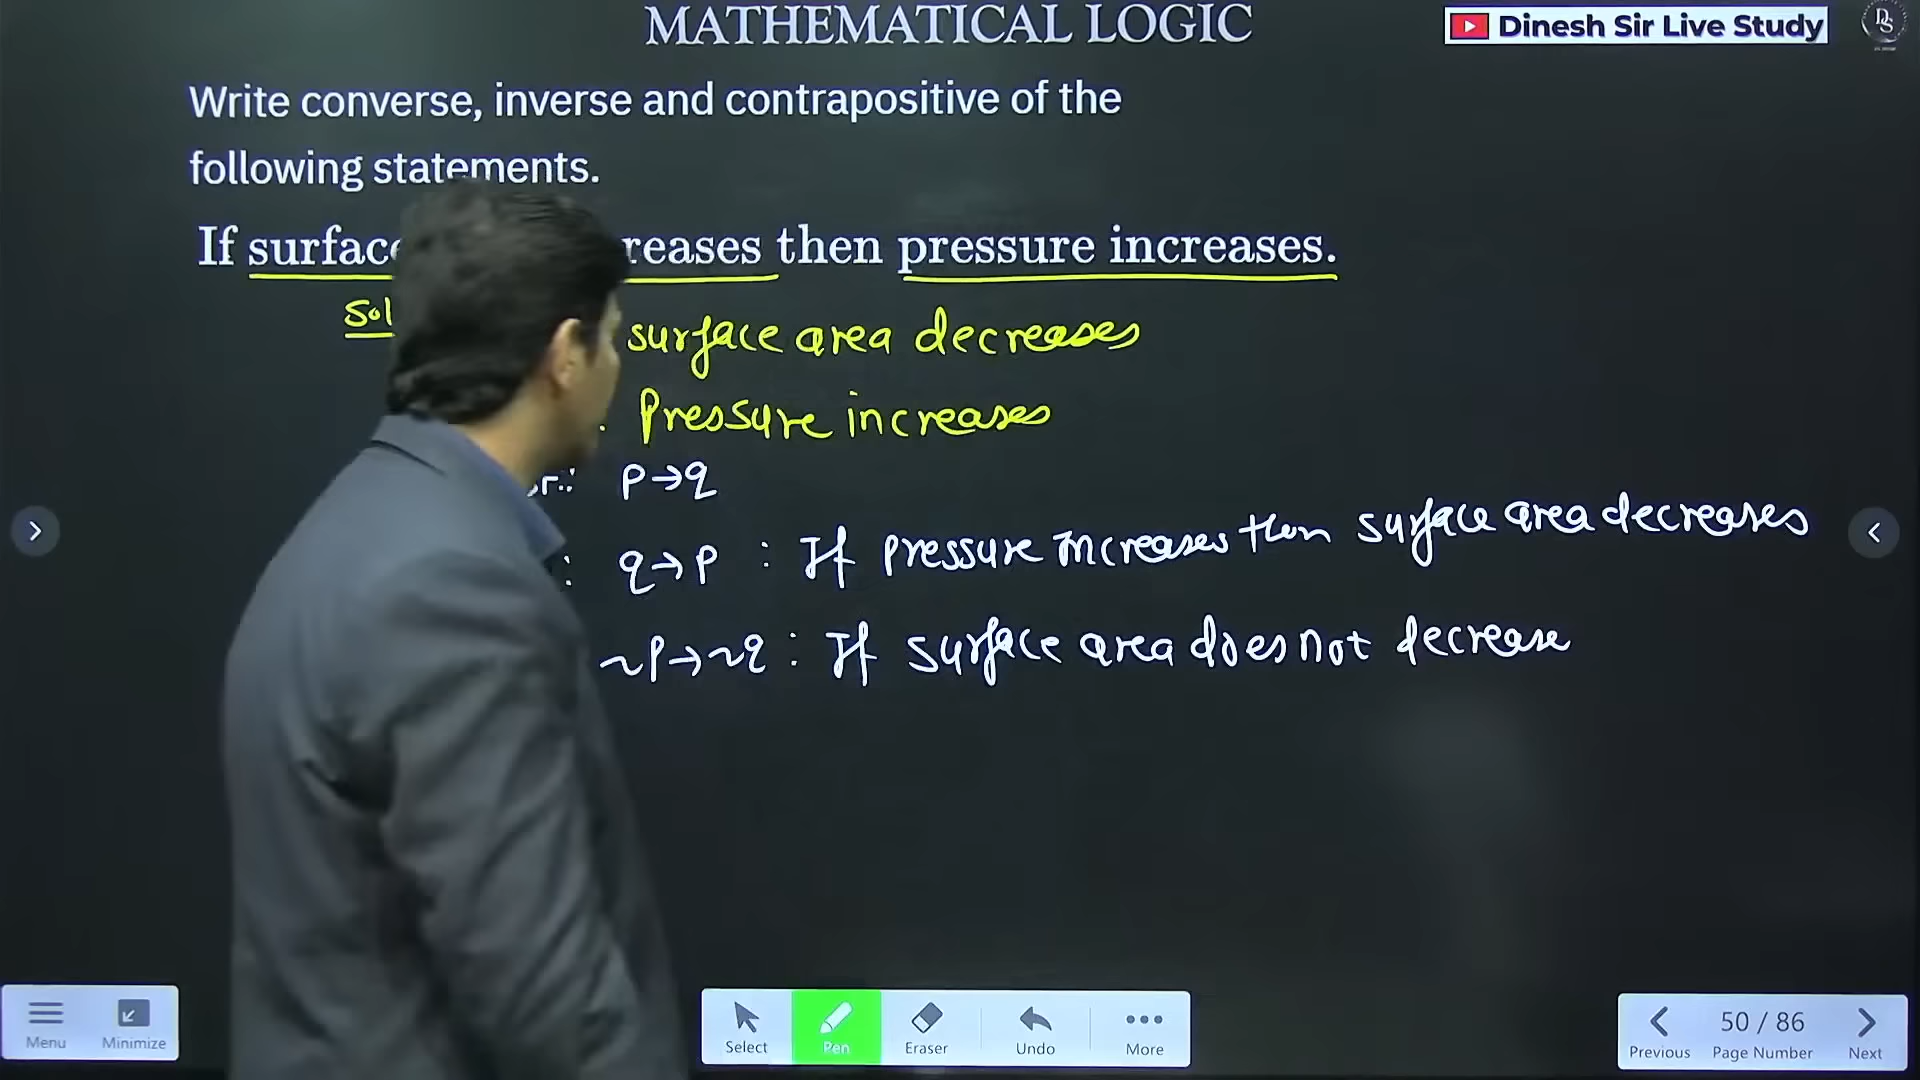 MATHEMATICAL LOGIC
Dinesh Sir Live Study
DS
Write converse, inverse and contrapositive of the
following statements.
If surface reases then pressure increases.
Sol
surface area decreases
. Pressure increases
p→q
: q→p : If pressure increases then surface area decreases
~p→~q : If surface area does not decrease
Menu
Minimize
Select
Pen
Eraser
Undo
More
Previous
50 / 86
Page Number
Next